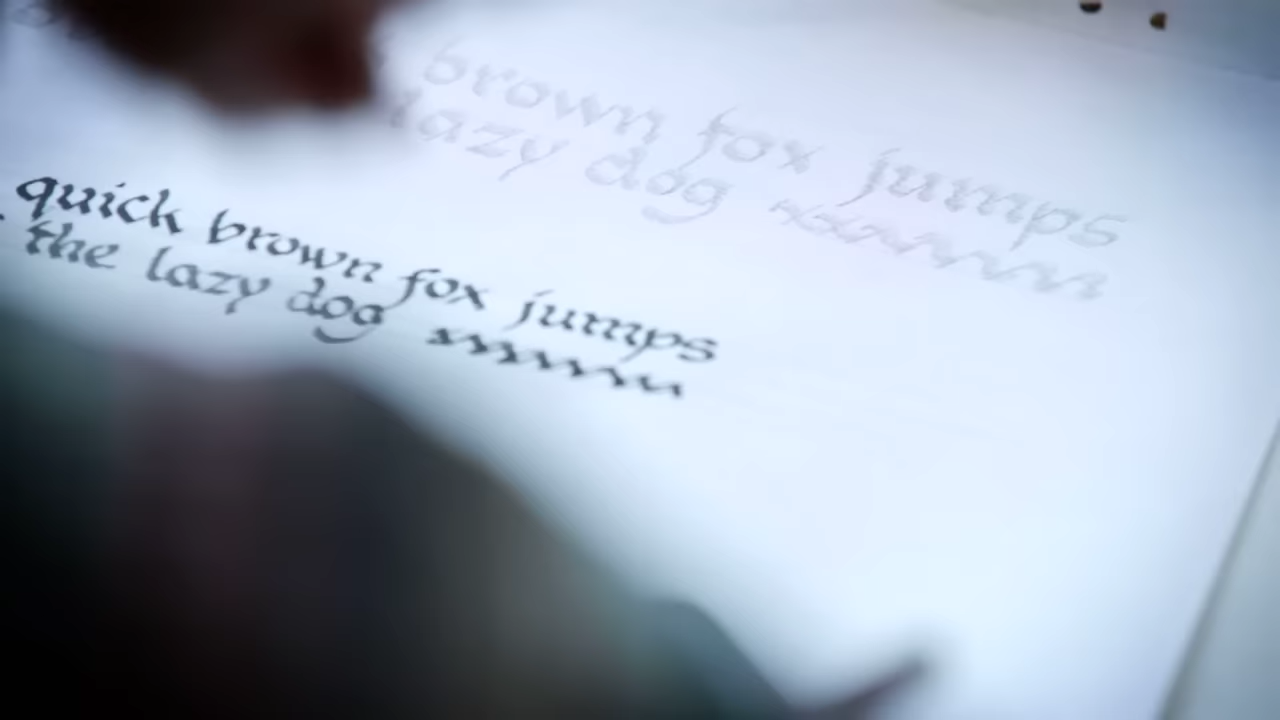 brown fox jumps
lazy dog
quick brown fox jumps
the lazy dog